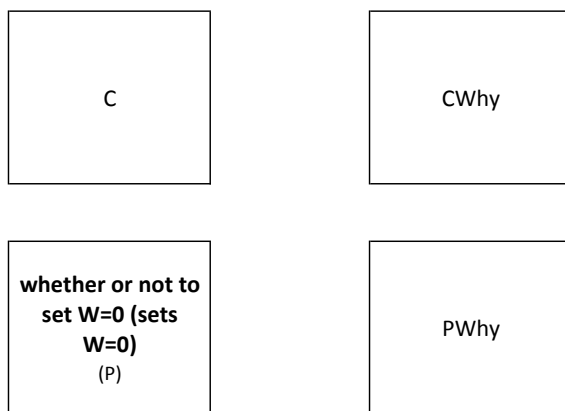 C
CWhy
whether or not to
set W=0 (sets
W=0)
(P)
PWhy